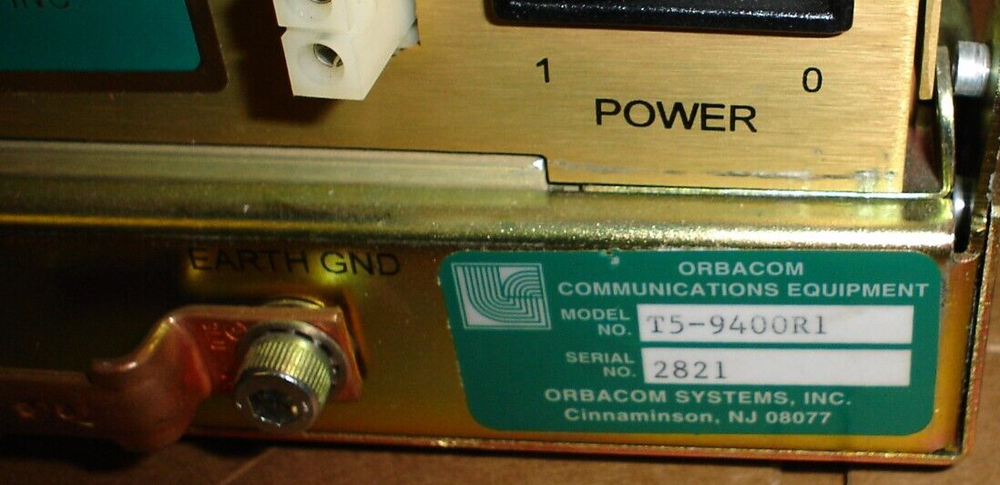 INC
1 0
POWER
EARTH GND
ORBACOM
COMMUNICATIONS EQUIPMENT
MODEL NO. T5-9400R1
SERIAL NO. 2821
ORBACOM SYSTEMS, INC.
Cinnaminson, NJ 08077